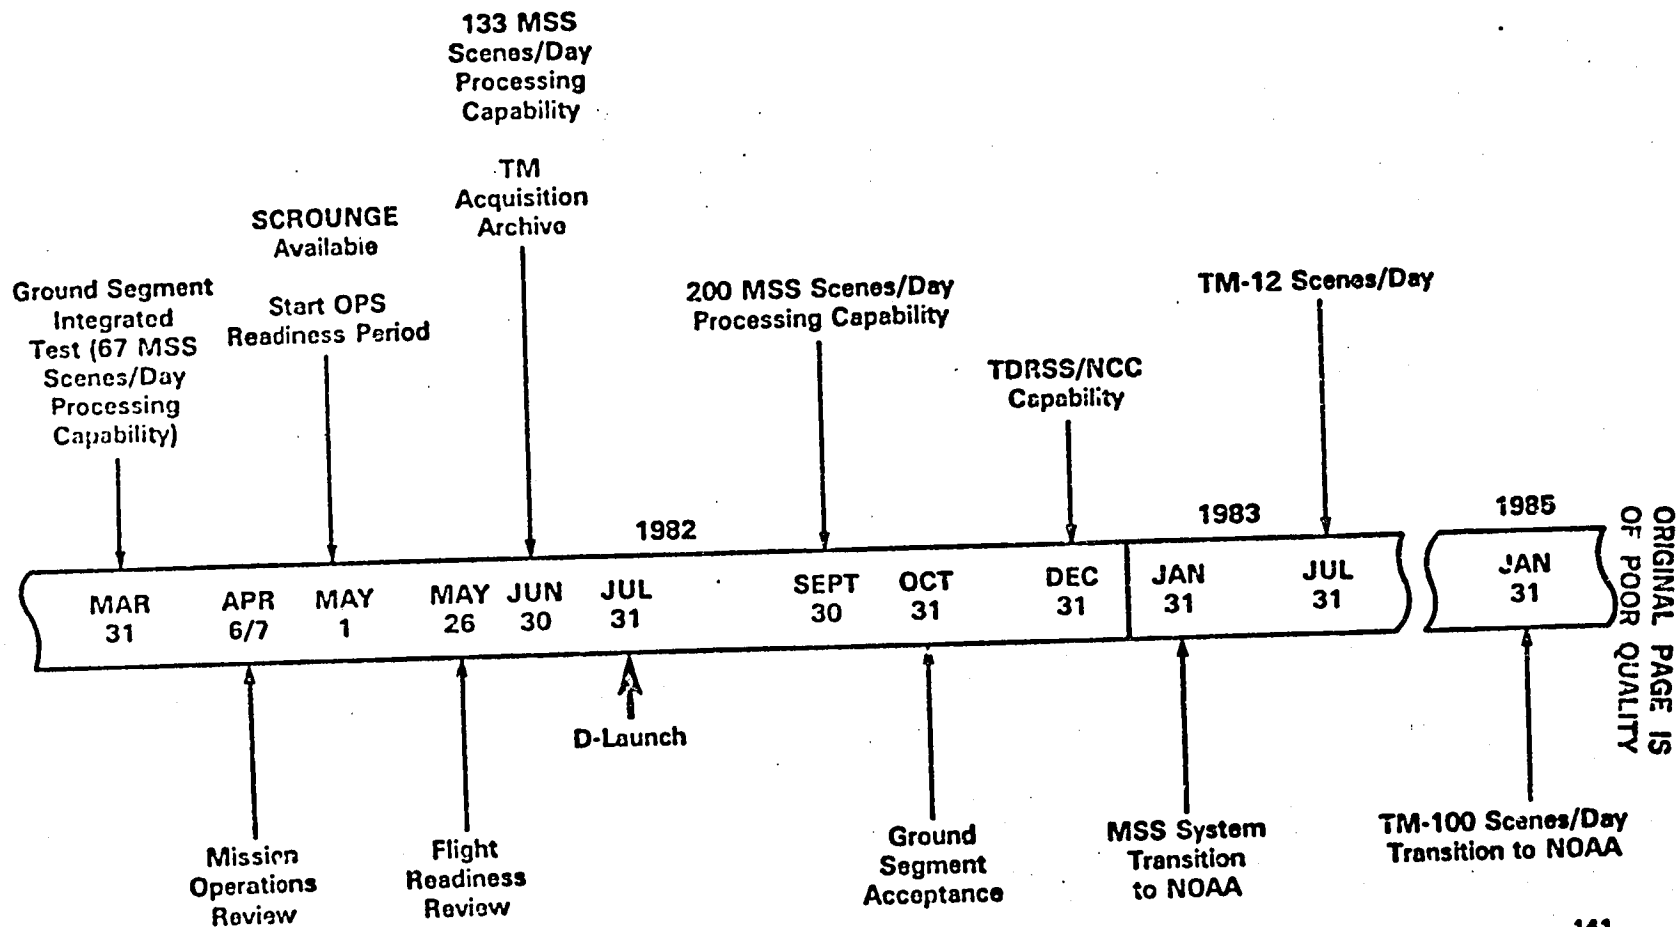 133 MSS
Scenes/Day
Processing
Capability
TM
Acquisition
Archive
SCROUNGE
Available
Start OPS
Readiness Period
Ground Segment
Integrated
Test (67 MSS
Scenes/Day
Processing
Capability)
200 MSS Scenes/Day
Processing Capability
TDRSS/NCC
Capability
TM-12 Scenes/Day
1982
1983
1985
MAR
31
APR
6/7
MAY
1
MAY
26
JUN
30
JUL
31
SEPT
30
OCT
31
DEC
31
JAN
31
JUL
31
JAN
31
Mission
Operations
Review
Flight
Readiness
Review
D-Launch
Ground
Segment
Acceptance
MSS System
Transition
to NOAA
TM-100 Scenes/Day
Transition to NOAA
ORIGINAL PAGE IS
OF POOR QUALITY